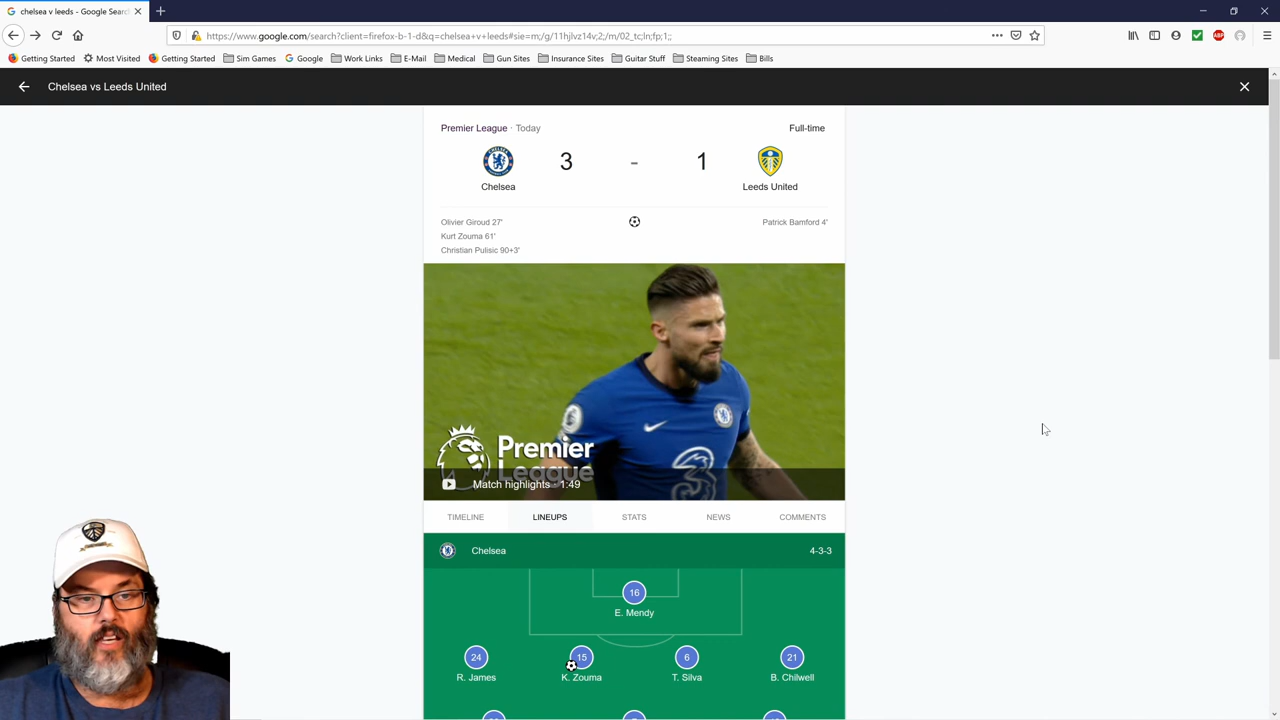 chelsea v leeds - Google Searc
https://www.google.com/search?client=firefox-b-1-d&q=chelsea+v+leeds#sie=m;/g/11hjlvz14v;2;/m/02_tc;ln;fp;1;;
Getting Started Most Visited Getting Started Sim Games Google Work Links E-Mail Medical Gun Sites Insurance Sites Guitar Stuff Steaming Sites Bills
Chelsea vs Leeds United
Premier League · Today Full-time
3 - 1
Chelsea Leeds United
Olivier Giroud 27' Patrick Bamford 4'
Kurt Zouma 61'
Christian Pulisic 90+3'
Premier
League
Match highlights · 1:49
TIMELINE LINEUPS STATS NEWS COMMENTS
Chelsea 4-3-3
16
E. Mendy
24 15 6 21
R. James K. Zouma T. Silva B. Chilwell